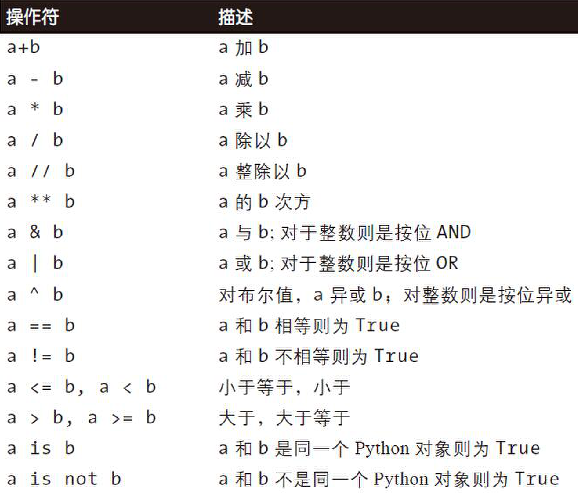 操作符 描述
a+b a 加 b
a - b a 减 b
a * b a 乘 b
a / b a 除以 b
a // b a 整除以 b
a ** b a 的 b 次方
a & b a 与 b; 对于整数则是按位 AND
a | b a 或 b; 对于整数则是按位 OR
a ^ b 对布尔值，a 异或 b；对整数则是按位异或
a == b a 和 b 相等则为 True
a != b a 和 b 不相等则为 True
a <= b, a < b 小于等于，小于
a > b, a >= b 大于，大于等于
a is b a 和 b 是同一个 Python 对象则为 True
a is not b a 和 b 不是同一个 Python 对象则为 True